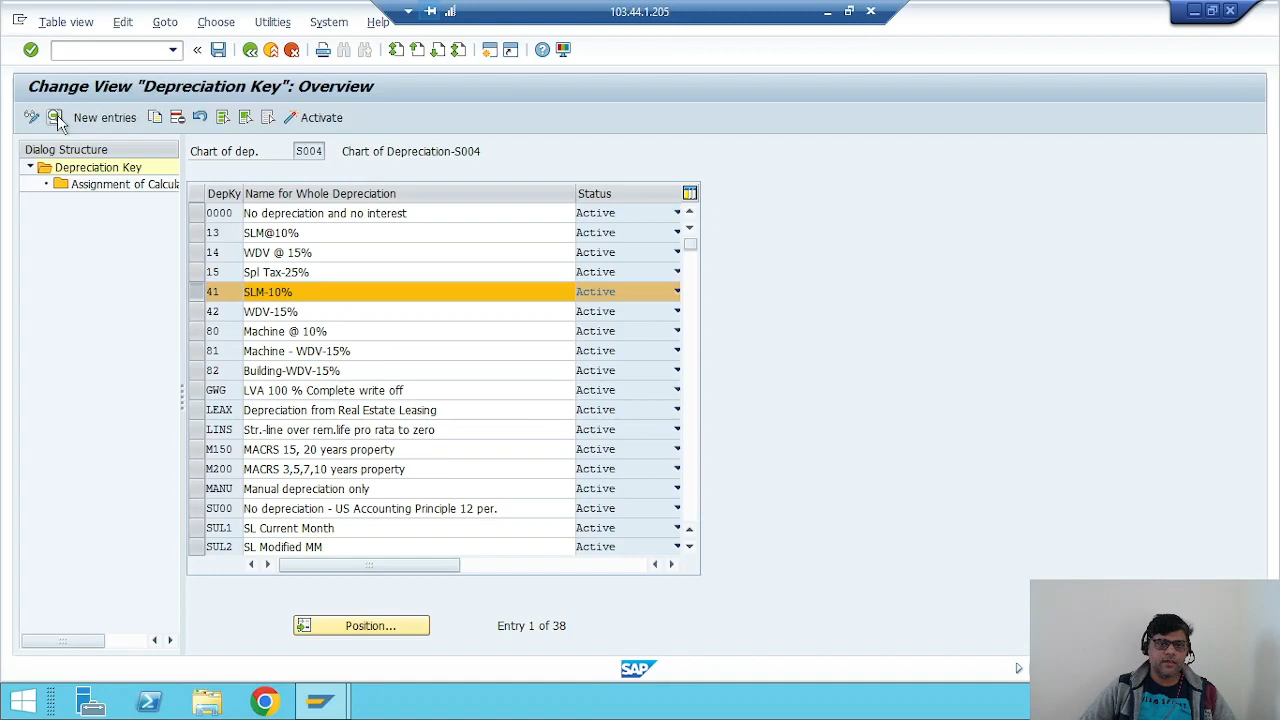 103.44.1.205
Table view Edit Goto Choose Utilities System Help
Change View "Depreciation Key": Overview
New entries Activate
Dialog Structure
Depreciation Key
Assignment of Calcula
Chart of dep. S004 Chart of Depreciation-S004
DepKy Name for Whole Depreciation Status
0000 No depreciation and no interest Active
13 SLM@10% Active
14 WDV @ 15% Active
15 Spl Tax-25% Active
41 SLM-10% Active
42 WDV-15% Active
80 Machine @ 10% Active
81 Machine - WDV-15% Active
82 Building-WDV-15% Active
GWG LVA 100 % Complete write off Active
LEAX Depreciation from Real Estate Leasing Active
LINS Str.-line over rem.life pro rata to zero Active
M150 MACRS 15, 20 years property Active
M200 MACRS 3,5,7,10 years property Active
MANU Manual depreciation only Active
SU00 No depreciation - US Accounting Principle 12 per. Active
SUL1 SL Current Month Active
SUL2 SL Modified MM Active
Position... Entry 1 of 38
SAP